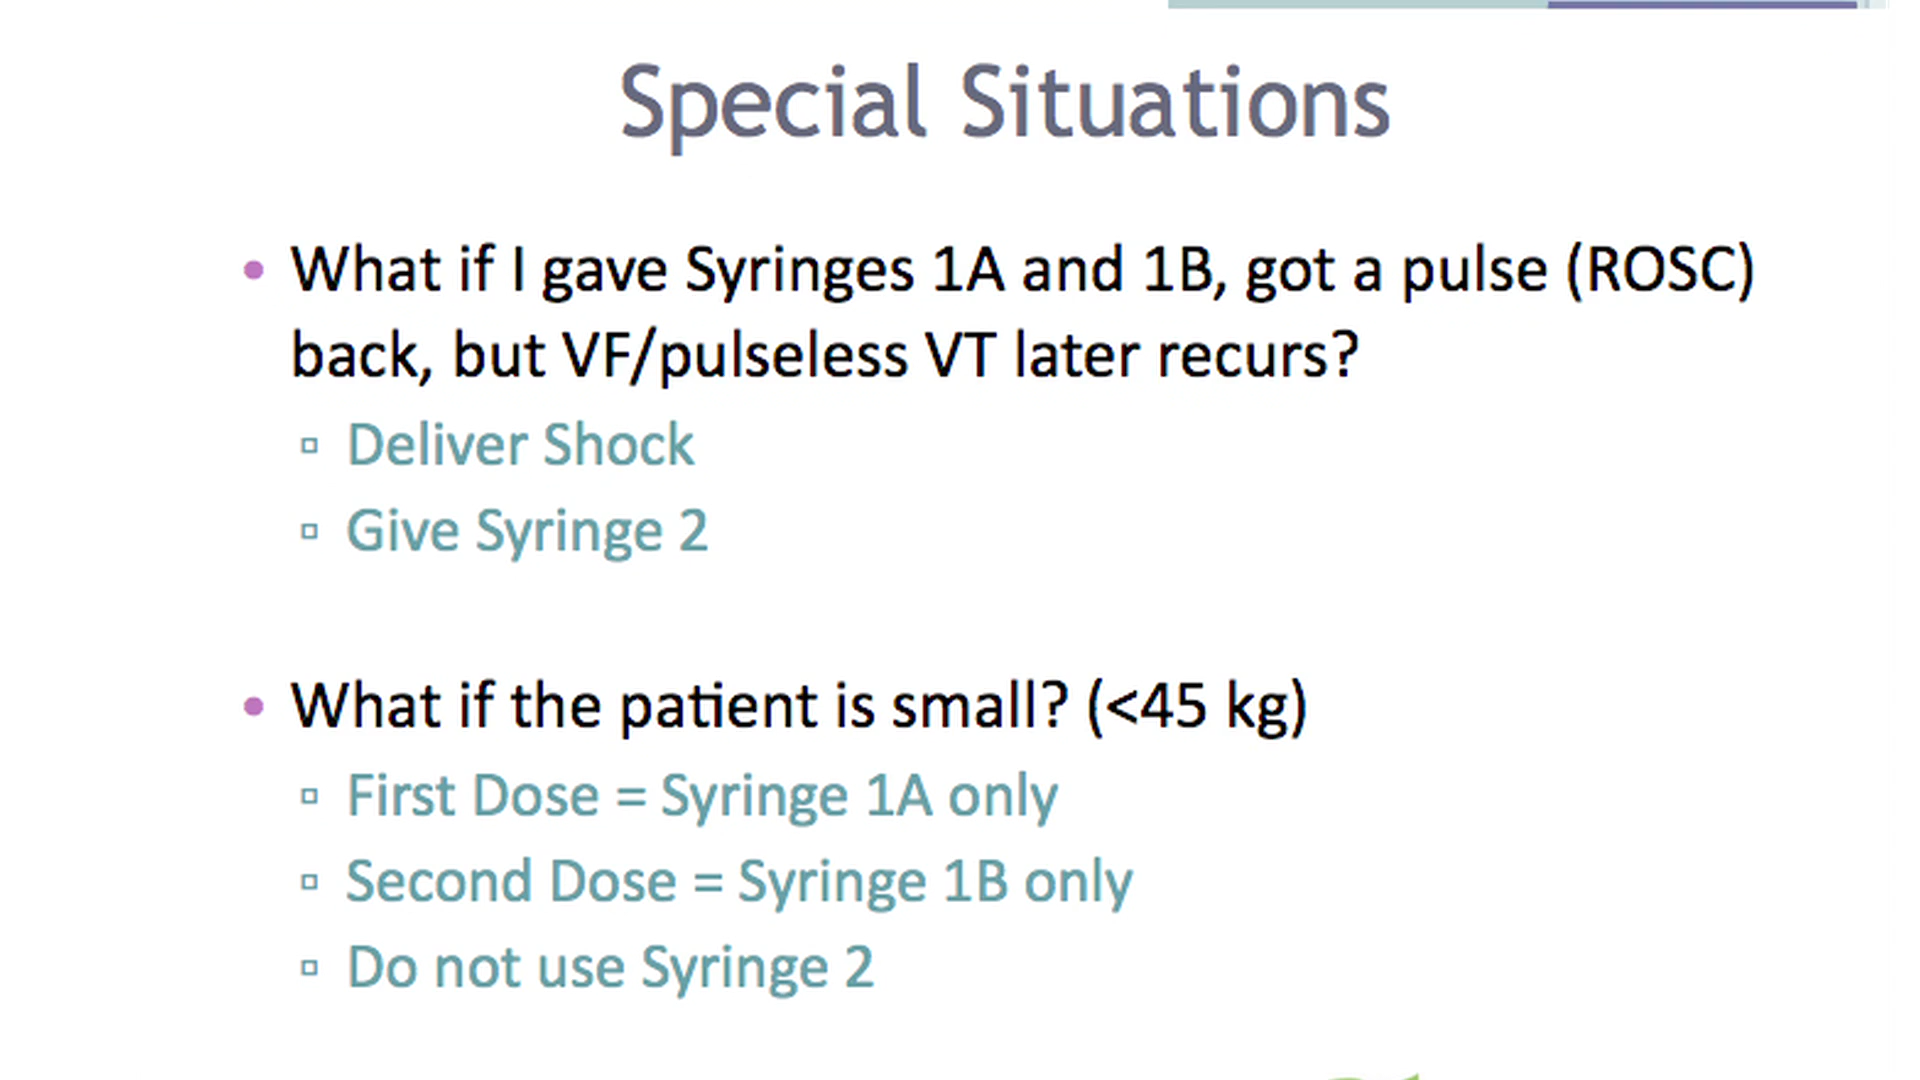 Special Situations
• What if I gave Syringes 1A and 1B, got a pulse (ROSC)
back, but VF/pulseless VT later recurs?
▫ Deliver Shock
▫ Give Syringe 2
• What if the patient is small? (<45 kg)
▫ First Dose = Syringe 1A only
▫ Second Dose = Syringe 1B only
▫ Do not use Syringe 2